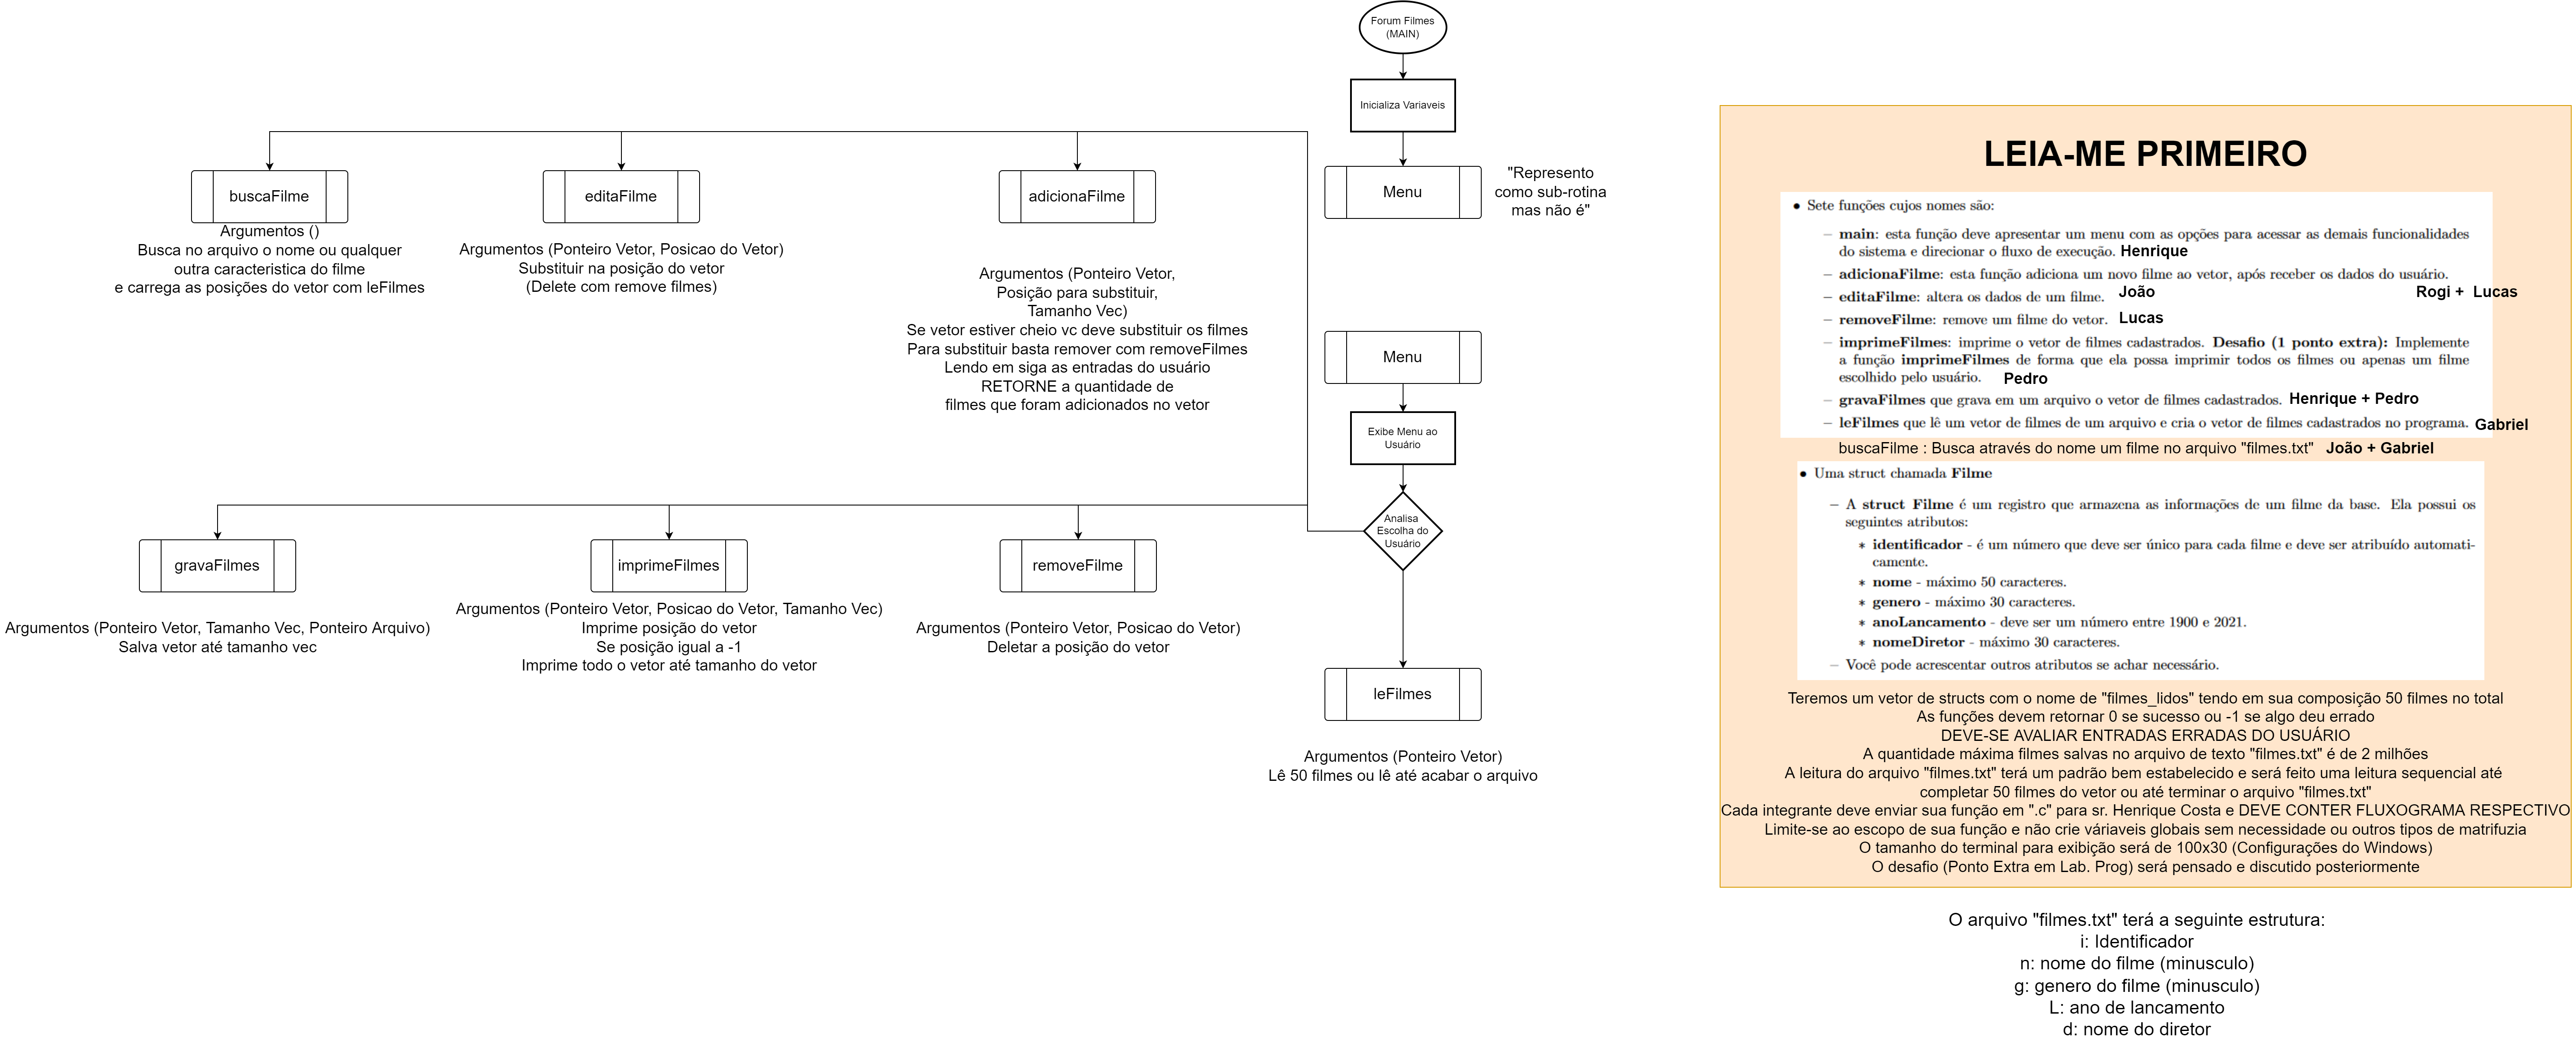 Forum Filmes
(MAIN)
Inicializa Variaveis
Menu
"Represento
como sub-rotina
mas não é"
buscaFilme
Argumentos ()
Busca no arquivo o nome ou qualquer
outra caracteristica do filme
e carrega as posições do vetor com leFilmes
editaFilme
Argumentos (Ponteiro Vetor, Posicao do Vetor)
Substituir na posição do vetor
(Delete com remove filmes)
adicionaFilme
Argumentos (Ponteiro Vetor,
Posição para substituir,
Tamanho Vec)
Se vetor estiver cheio vc deve substituir os filmes
Para substituir basta remover com removeFilmes
Lendo em siga as entradas do usuário
RETORNE a quantidade de
filmes que foram adicionados no vetor
Menu
Exibe Menu ao
Usuário
Analisa
Escolha do
Usuário
gravaFilmes
Argumentos (Ponteiro Vetor, Tamanho Vec, Ponteiro Arquivo)
Salva vetor até tamanho vec
imprimeFilmes
Argumentos (Ponteiro Vetor, Posicao do Vetor, Tamanho Vec)
Imprime posição do vetor
Se posição igual a -1
Imprime todo o vetor até tamanho do vetor
removeFilme
Argumentos (Ponteiro Vetor, Posicao do Vetor)
Deletar a posição do vetor
leFilmes
Argumentos (Ponteiro Vetor)
Lê 50 filmes ou lê até acabar o arquivo
LEIA-ME PRIMEIRO
• Sete funções cujos nomes são:
– main: esta função deve apresentar um menu com as opções para acessar as demais funcionalidades
do sistema e direcionar o fluxo de execução. Henrique
– adicionaFilme: esta função adiciona um novo filme ao vetor, após receber os dados do usuário.
Rogi + Lucas
– editaFilme: altera os dados de um filme. João
– removeFilme: remove um filme do vetor. Lucas
– imprimeFilmes: imprime o vetor de filmes cadastrados. Desafio (1 ponto extra): Implemente
a função imprimeFilmes de forma que ela possa imprimir todos os filmes ou apenas um filme
escolhido pelo usuário. Pedro
– gravaFilmes que grava em um arquivo o vetor de filmes cadastrados. Henrique + Pedro
– leFilmes que lê um vetor de filmes de um arquivo e cria o vetor de filmes cadastrados no programa. Gabriel
buscaFilme : Busca através do nome um filme no arquivo "filmes.txt" João + Gabriel
• Uma struct chamada Filme
– A struct Filme é um registro que armazena as informações de um filme da base. Ela possui os
seguintes atributos:
* identificador - é um número que deve ser único para cada filme e deve ser atribuído automati-
camente.
* nome - máximo 50 caracteres.
* genero - máximo 30 caracteres.
* anoLancamento - deve ser um número entre 1900 e 2021.
* nomeDiretor - máximo 30 caracteres.
– Você pode acrescentar outros atributos se achar necessário.
Teremos um vetor de structs com o nome de "filmes_lidos" tendo em sua composição 50 filmes no total
As funções devem retornar 0 se sucesso ou -1 se algo deu errado
DEVE-SE AVALIAR ENTRADAS ERRADAS DO USUÁRIO
A quantidade máxima filmes salvas no arquivo de texto "filmes.txt" é de 2 milhões
A leitura do arquivo "filmes.txt" terá um padrão bem estabelecido e será feito uma leitura sequencial até
completar 50 filmes do vetor ou até terminar o arquivo "filmes.txt"
Cada integrante deve enviar sua função em ".c" para sr. Henrique Costa e DEVE CONTER FLUXOGRAMA RESPECTIVO
Limite-se ao escopo de sua função e não crie váriaveis globais sem necessidade ou outros tipos de matrifuzia
O tamanho do terminal para exibição será de 100x30 (Configurações do Windows)
O desafio (Ponto Extra em Lab. Prog) será pensado e discutido posteriormente
O arquivo "filmes.txt" terá a seguinte estrutura:
i: Identificador
n: nome do filme (minusculo)
g: genero do filme (minusculo)
L: ano de lancamento
d: nome do diretor